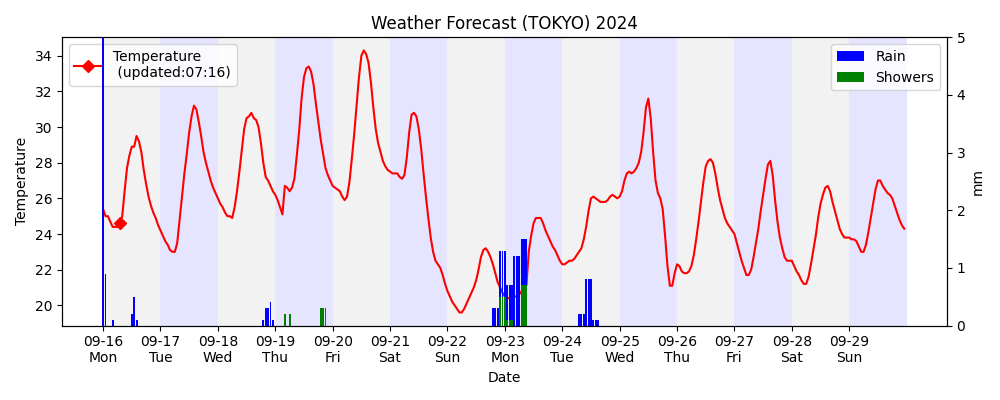 Weather Forecast (TOKYO) 2024
Temperature
(updated:07:16)
Rain
Showers
Temperature
34
32
30
28
26
24
22
20
5
4
3
2
1
0
mm
09-16 09-17 09-18 09-19 09-20 09-21 09-22 09-23 09-24 09-25 09-26 09-27 09-28 09-29
Mon Tue Wed Thu Fri Sat Sun Mon Tue Wed Thu Fri Sat Sun
Date